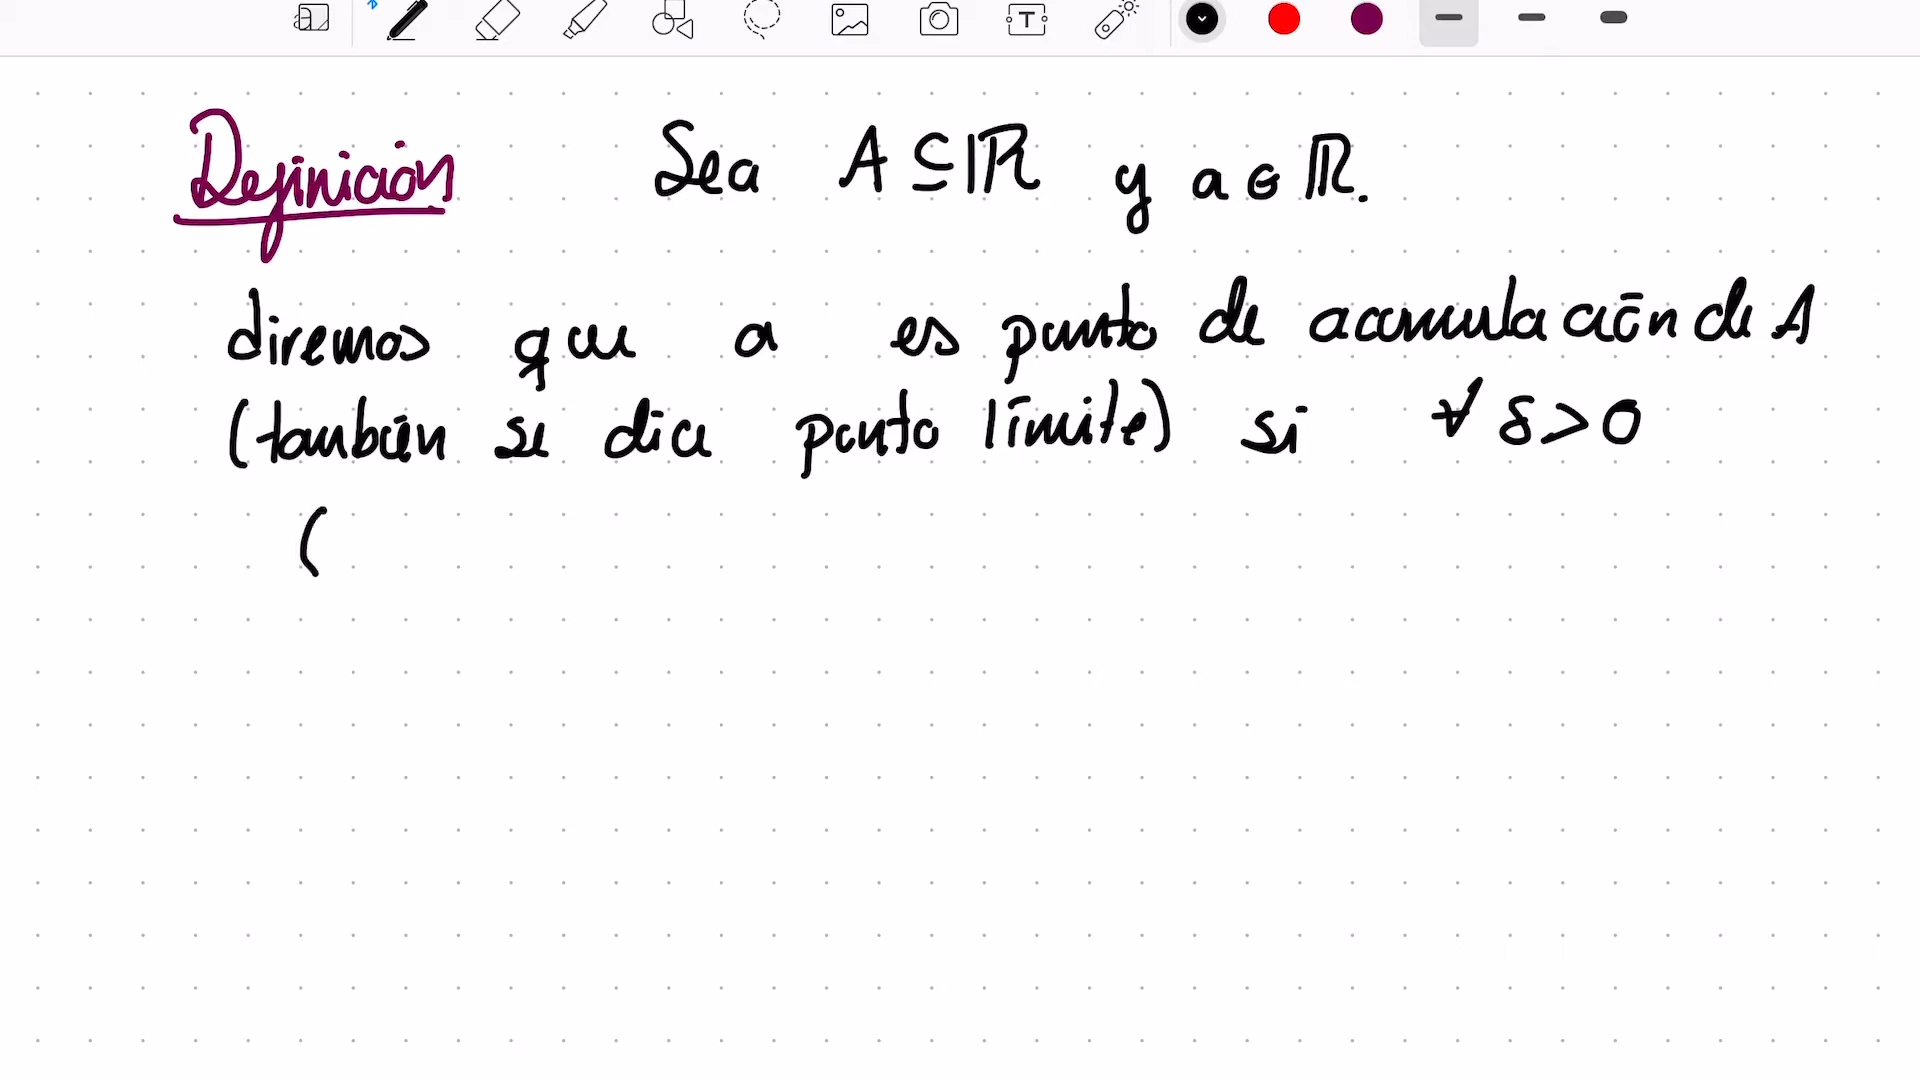 Definición Sea A ⊆ ℝ y a ∈ ℝ.
diremos que a es punto de acumulación de A
(también se dice punto límite) si ∀ δ > 0
(